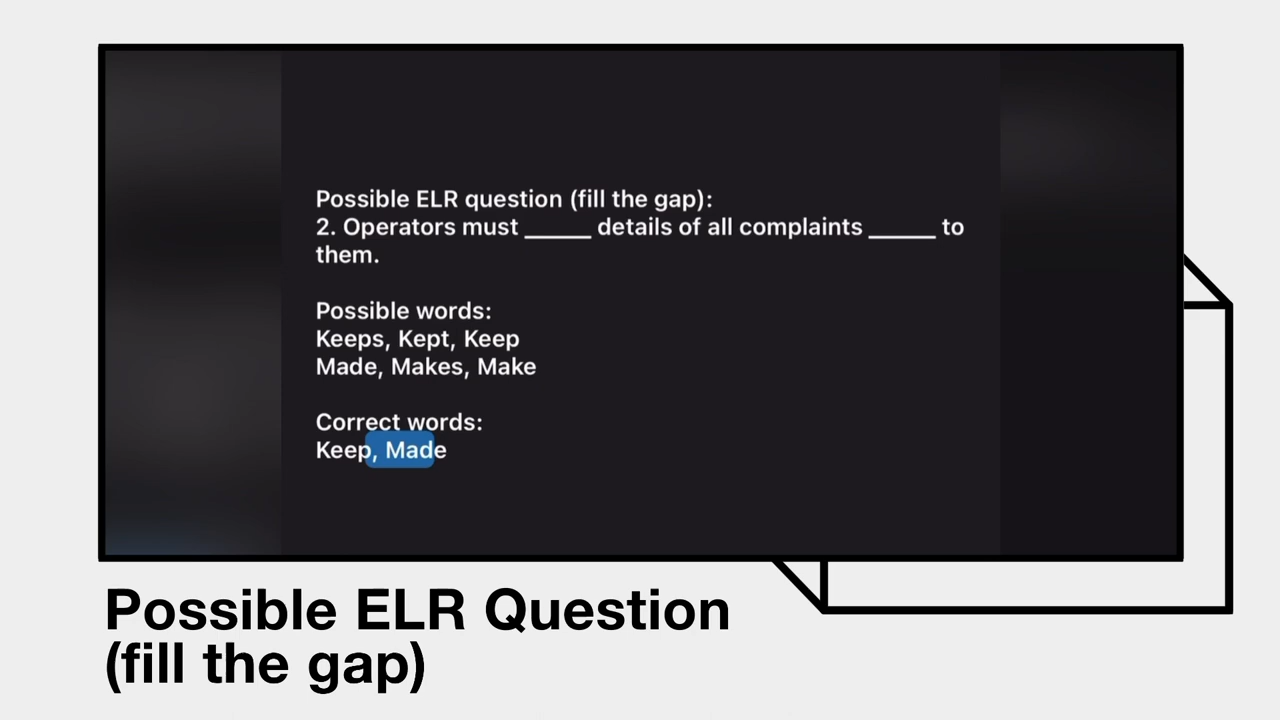 Possible ELR question (fill the gap):
2. Operators must ______ details of all complaints ______ to
them.
Possible words:
Keeps, Kept, Keep
Made, Makes, Make
Correct words:
Keep, Made
Possible ELR Question
(fill the gap)